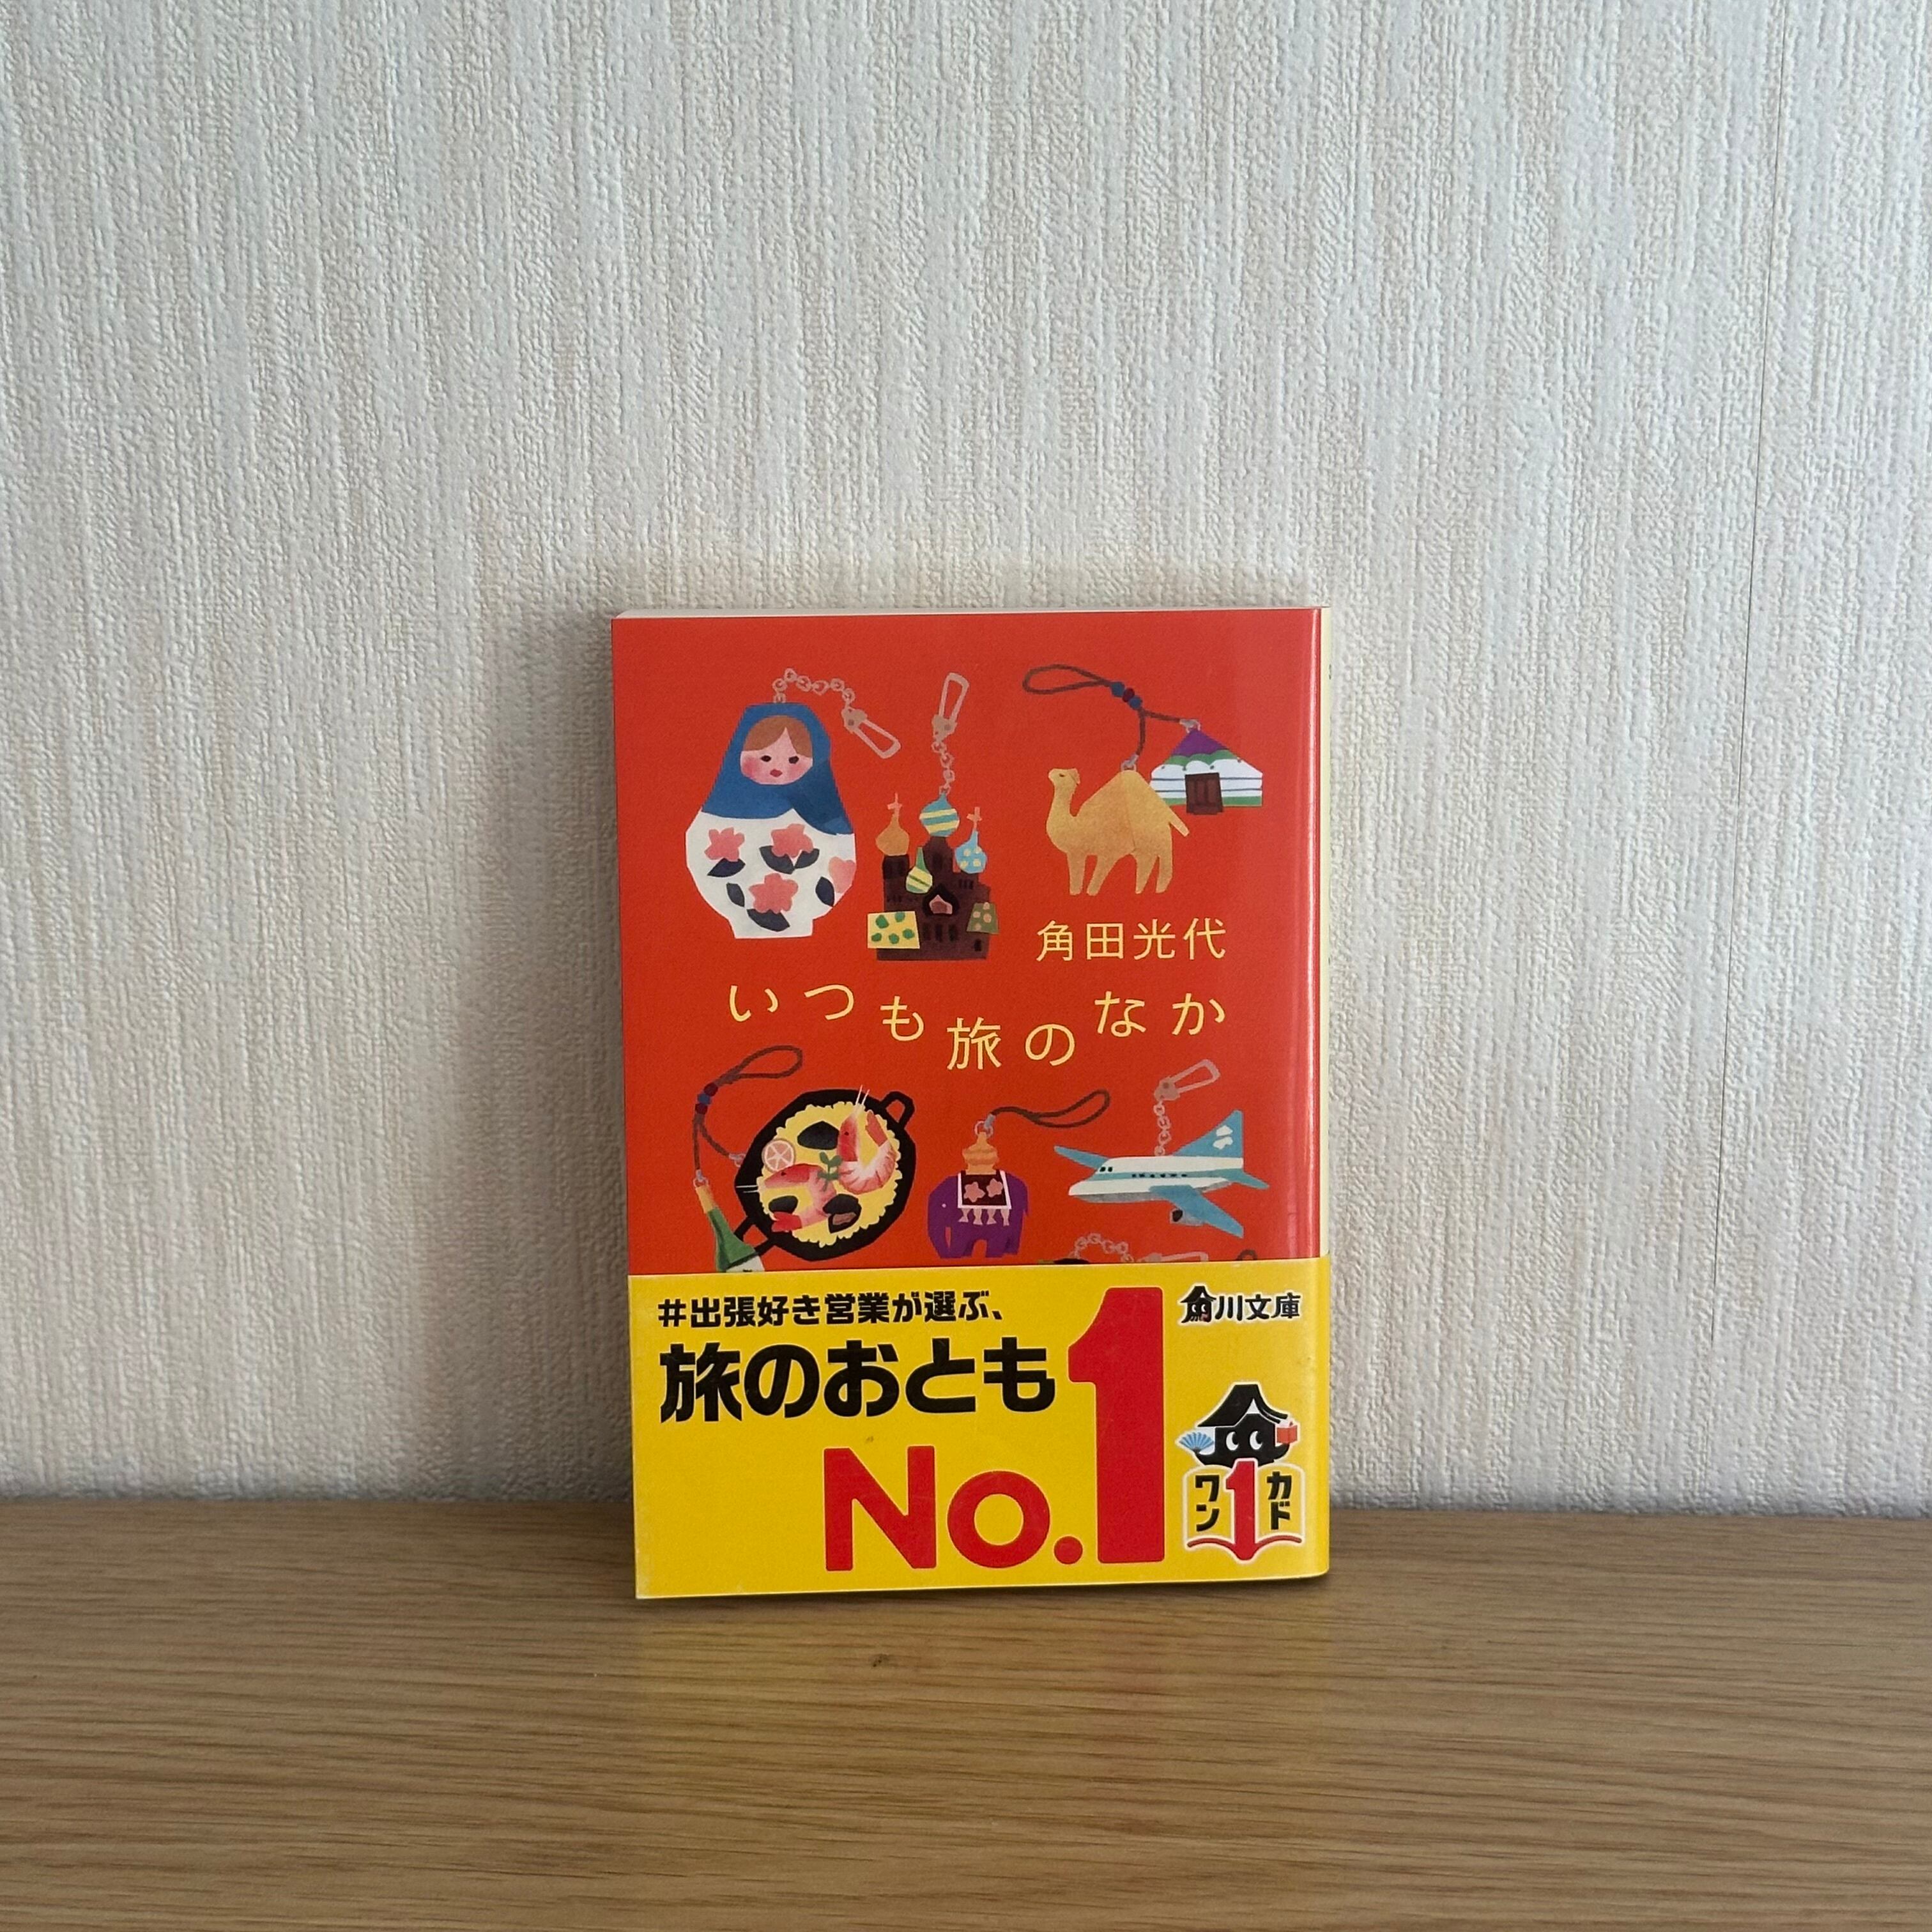 角田光代
いつも旅のなか
#出張好き営業が選ぶ、
旅のおとも
No.1
角川文庫
カド
ワン
1